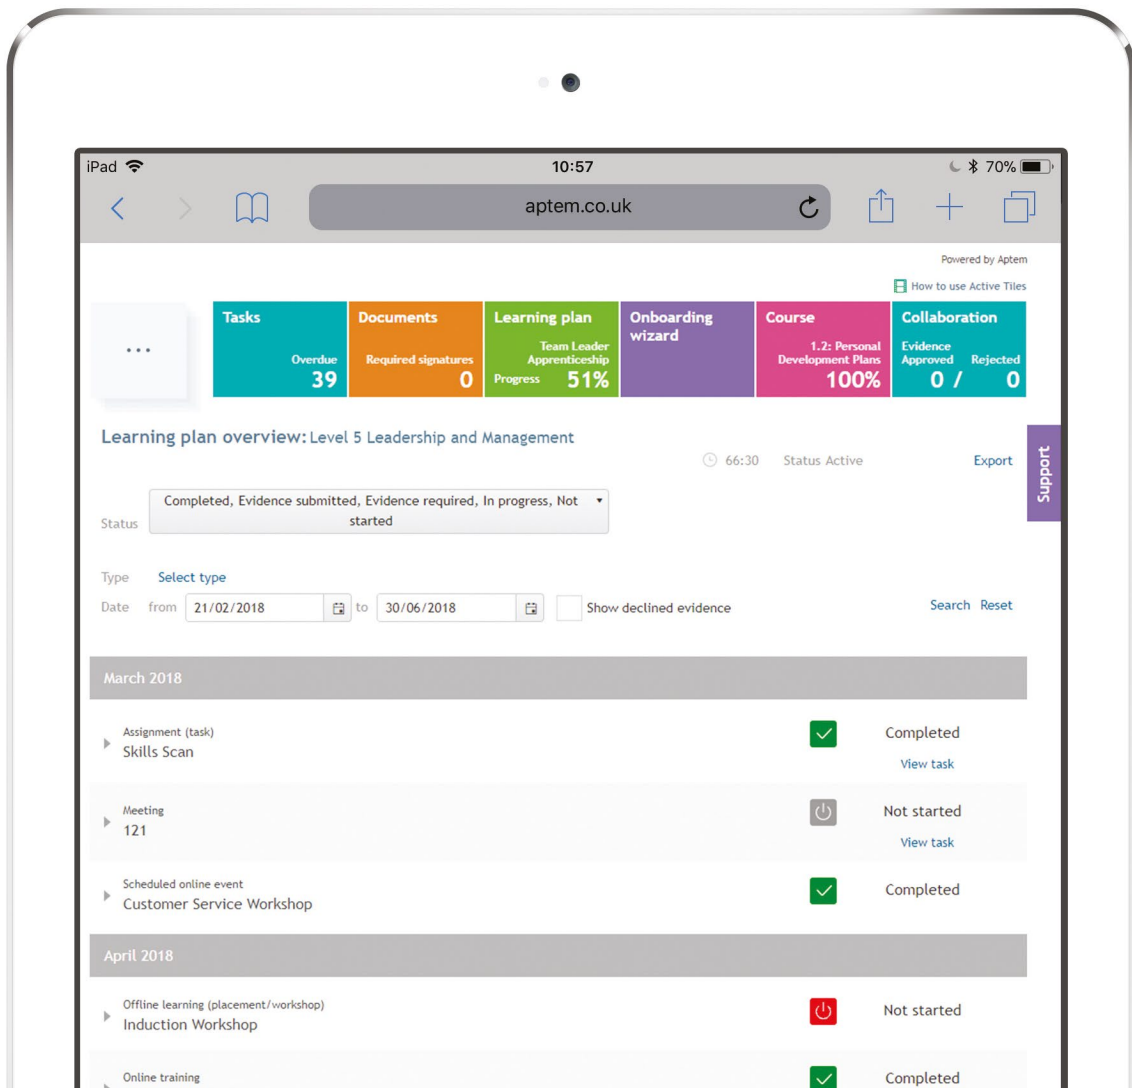 iPad 10:57 70%
aptem.co.uk
Powered by Aptem
How to use Active Tiles
...
Tasks
Overdue
39
Documents
Required signatures
0
Learning plan
Team Leader
Apprenticeship
Progress 51%
Onboarding
wizard
Course
1.2: Personal
Development Plans
100%
Collaboration
Evidence
Approved Rejected
0 / 0
Learning plan overview: Level 5 Leadership and Management
66:30 Status Active Export
Support
Completed, Evidence submitted, Evidence required, In progress, Not
started
Status
Type Select type
Date from 21/02/2018 to 30/06/2018 Show declined evidence Search Reset
March 2018
Assignment (task)
Skills Scan
Completed
View task
Meeting
121
Not started
View task
Scheduled online event
Customer Service Workshop
Completed
April 2018
Offline learning (placement/workshop)
Induction Workshop
Not started
Online training
Completed